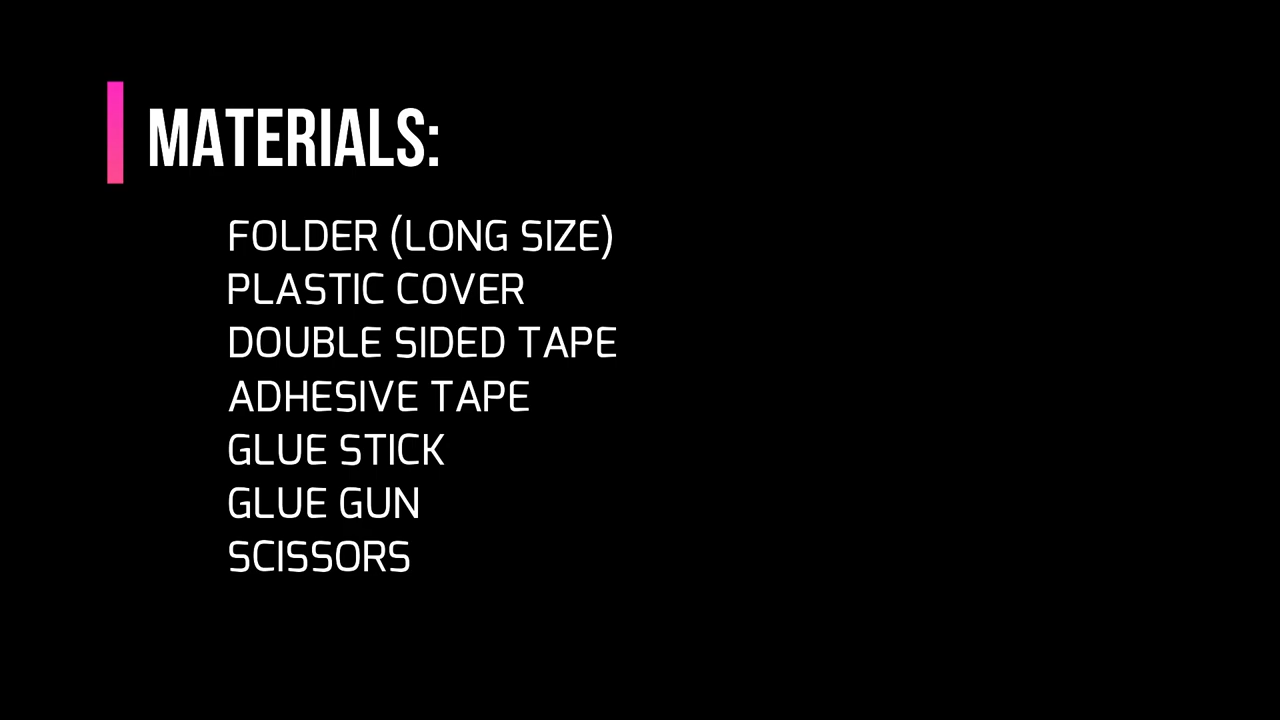 MATERIALS:
FOLDER (LONG SIZE)
PLASTIC COVER
DOUBLE SIDED TAPE
ADHESIVE TAPE
GLUE STICK
GLUE GUN
SCISSORS